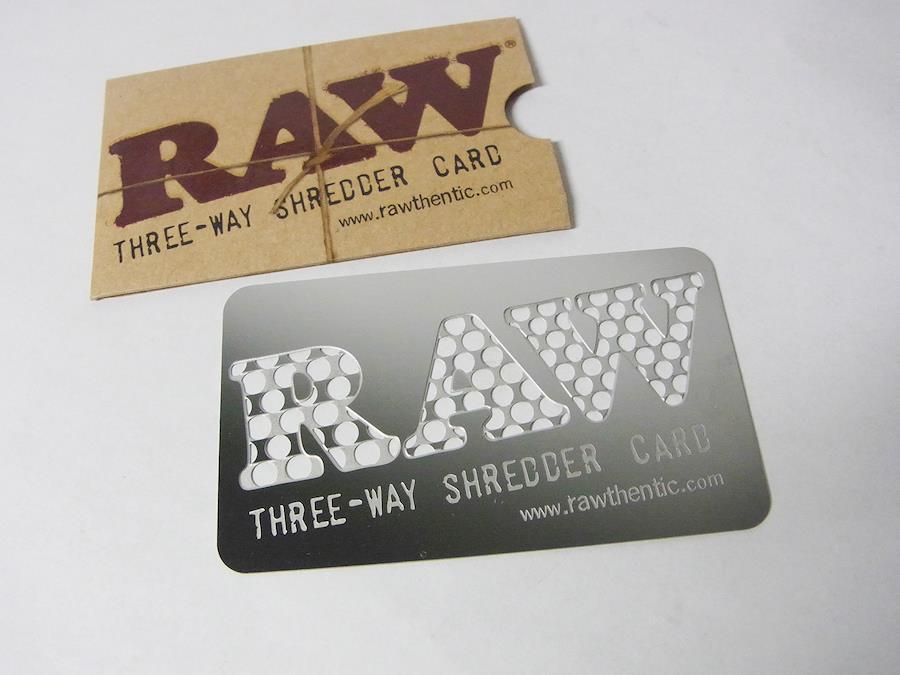 RAW®
THREE-WAY SHREDDER CARD
www.rawthentic.com
RAW
THREE-WAY SHREDDER CARD
www.rawthentic.com